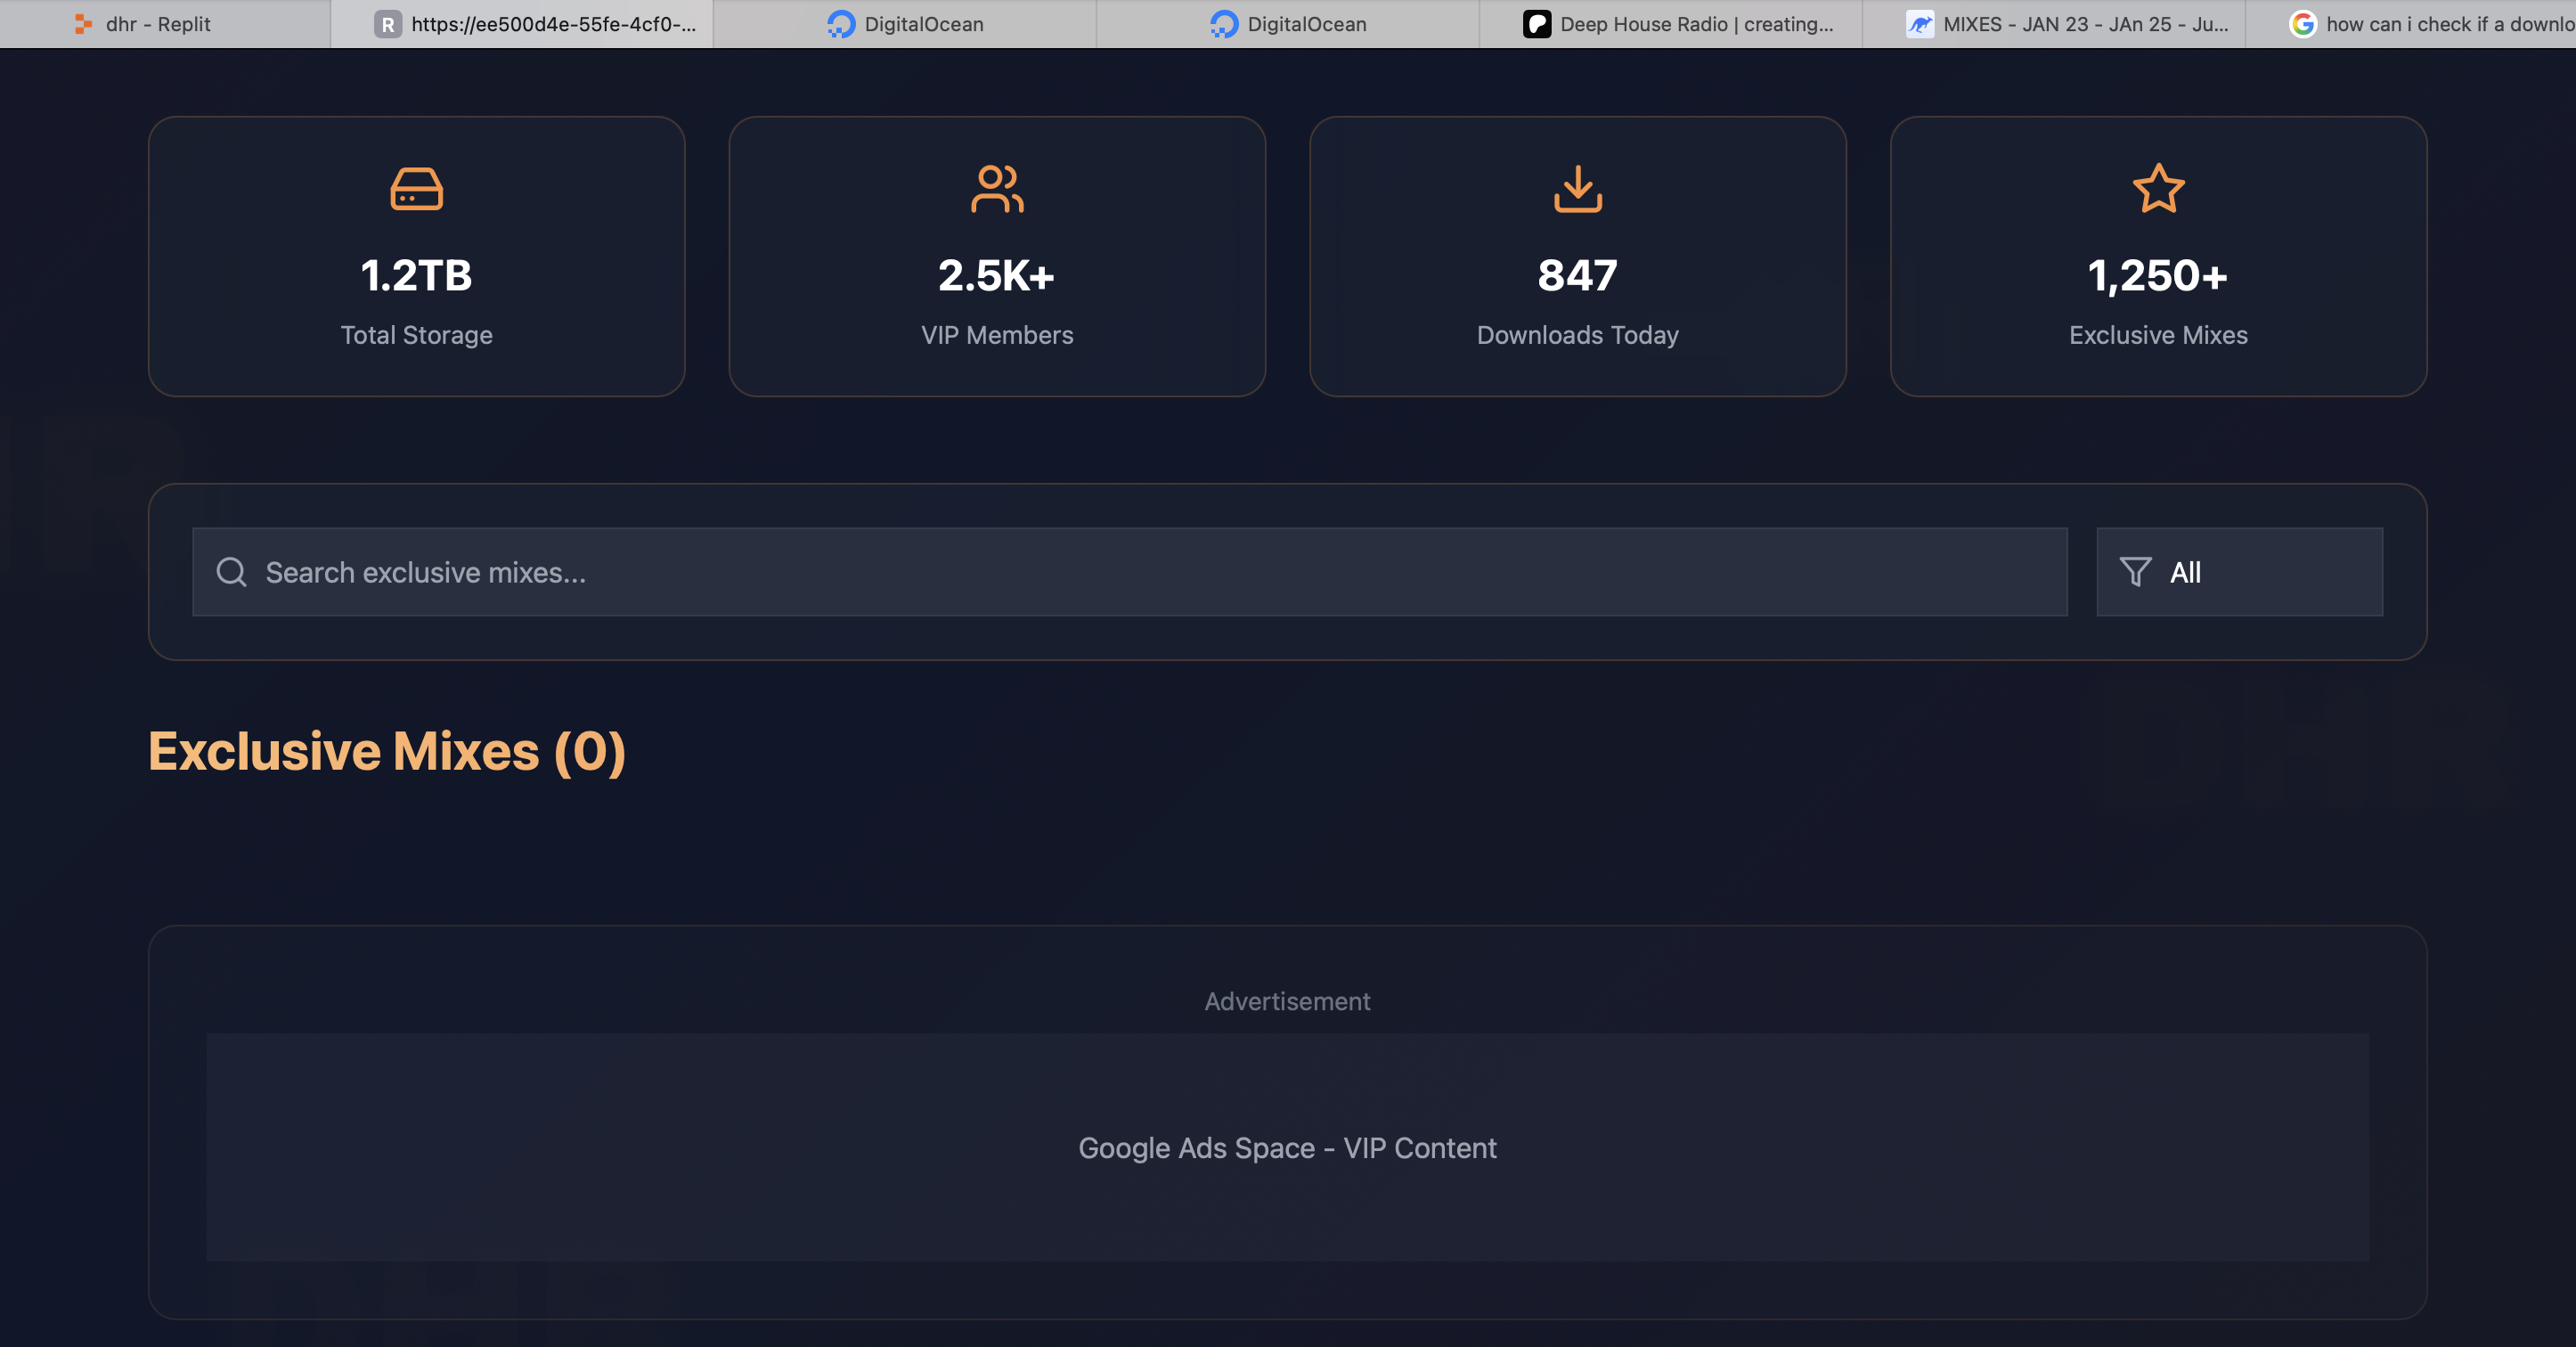 dhr - Replit
R
https://ee500d4e-55fe-4cf0-...
DigitalOcean
DigitalOcean
Deep House Radio | creating...
MIXES - JAN 23 - JAn 25 - Ju...
how can i check if a downlo
1.2TB
Total Storage
2.5K+
VIP Members
847
Downloads Today
1,250+
Exclusive Mixes
Search exclusive mixes...
All
Exclusive Mixes (0)
Advertisement
Google Ads Space - VIP Content